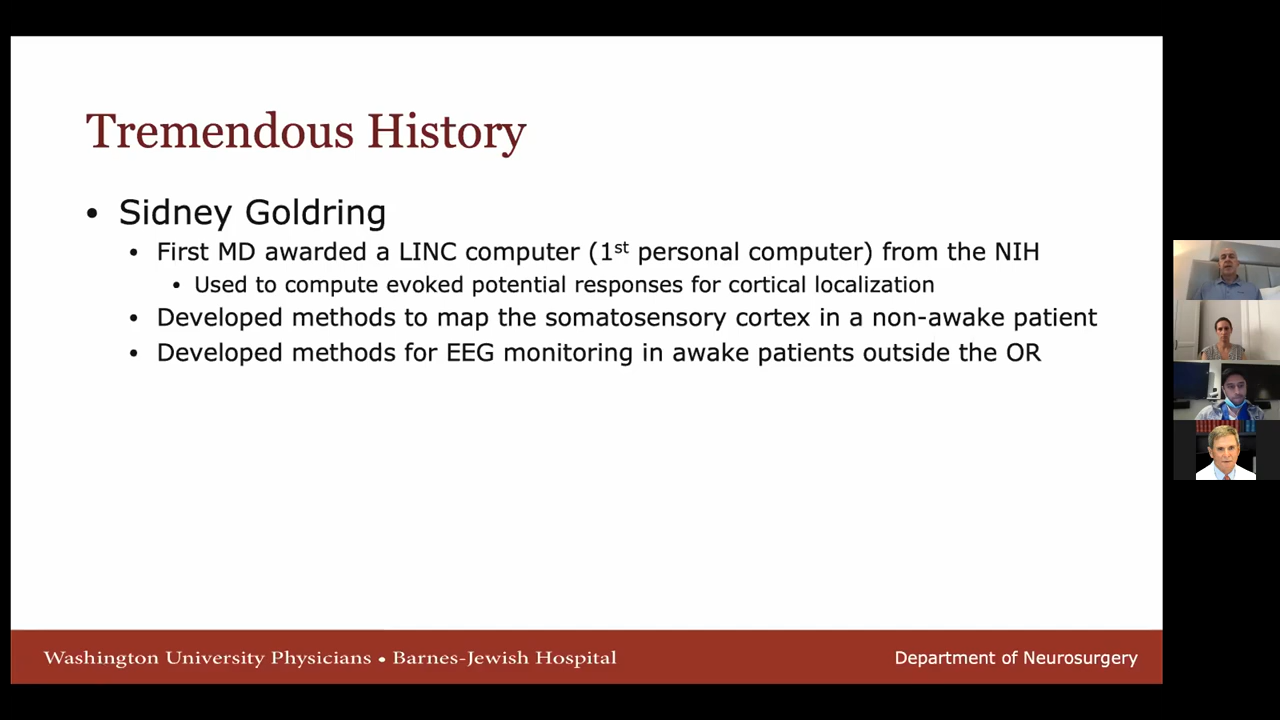 Tremendous History
• Sidney Goldring
• First MD awarded a LINC computer (1st personal computer) from the NIH
• Used to compute evoked potential responses for cortical localization
• Developed methods to map the somatosensory cortex in a non-awake patient
• Developed methods for EEG monitoring in awake patients outside the OR
Washington University Physicians • Barnes-Jewish Hospital
Department of Neurosurgery